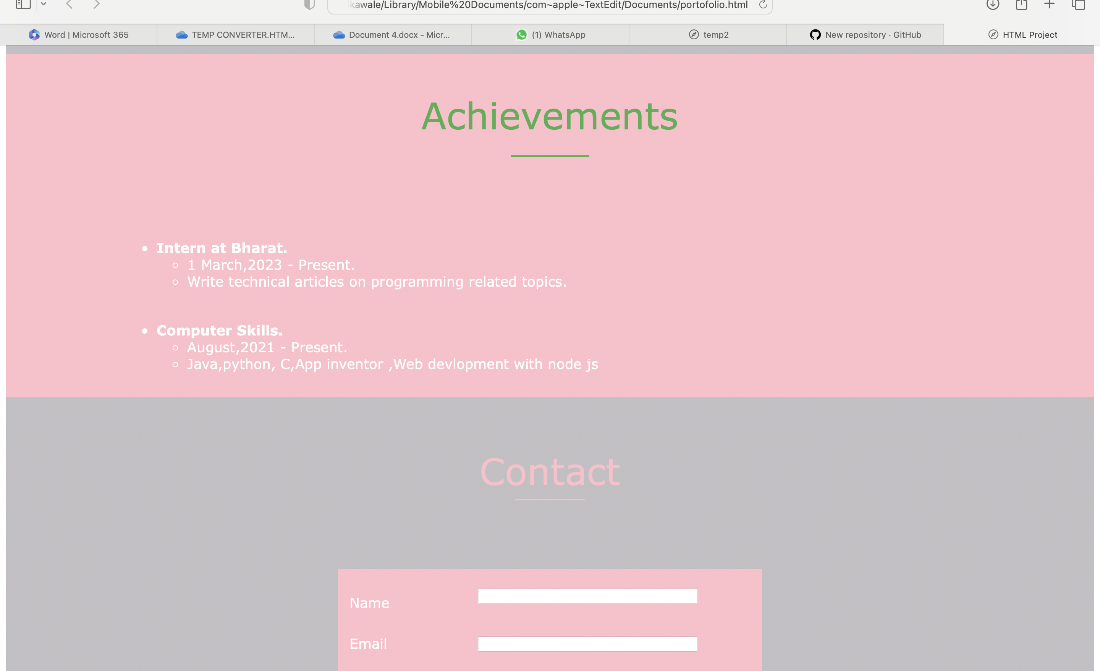 kawale/Library/Mobile%20Documents/com~apple~TextEdit/Documents/portofolio.html
Word | Microsoft 365
TEMP CONVERTER.HTM...
Document 4.docx - Micr...
(1) WhatsApp
temp2
New repository · GitHub
HTML Project
Achievements
• Intern at Bharat.
○ 1 March,2023 - Present.
○ Write technical articles on programming related topics.
• Computer Skills.
○ August,2021 - Present.
○ Java,python, C,App inventor ,Web devlopment with node js
Contact
Name
Email